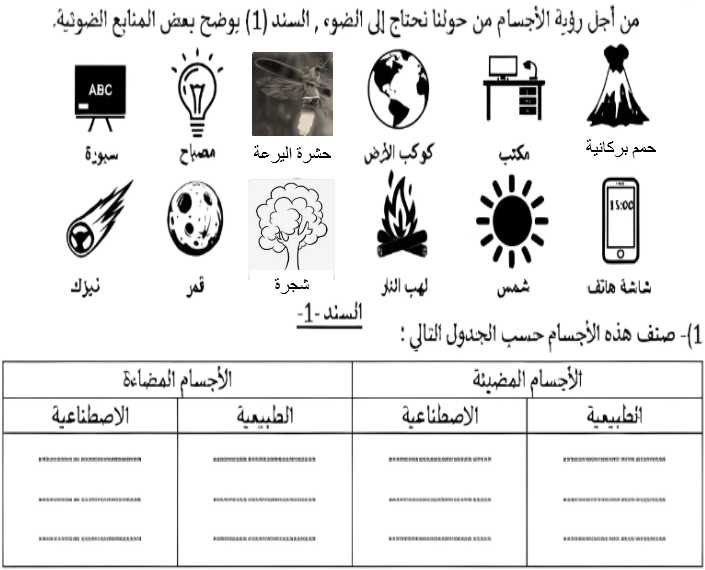 من أجل رؤية الأجسام من حولنا نحتاج إلى الضوء , السند (1) يوضح بعض المنابع الضوئية.
حمم بركانية
مكتب
كوكب الأرض
حشرة اليرعة
مصباح
ABC
سبورة
15:00
شاشة هاتف
شمس
لهب النار
شجرة
قمر
نيزك
السند -1-
1)- صنف هذه الأجسام حسب الجدول التالي :
الأجسام المضيئة الأجسام المضاءة
الطبيعية الاصطناعية الطبيعية الاصطناعية